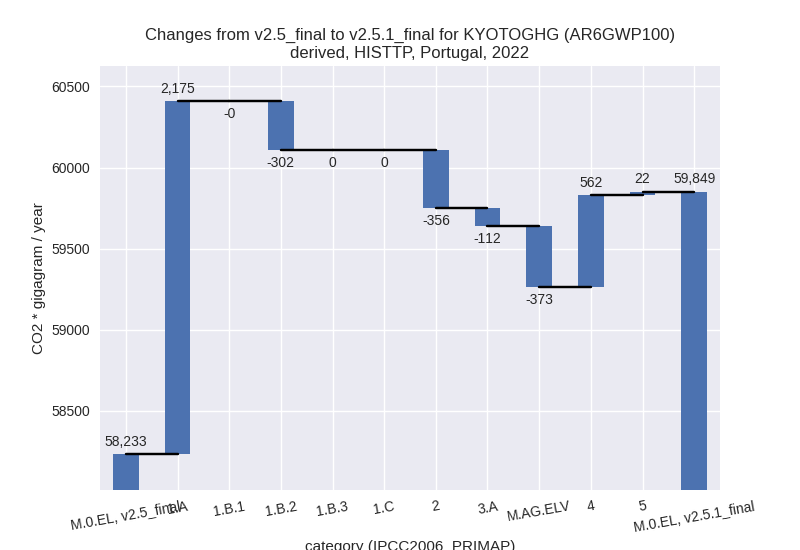 Changes from v2.5_final to v2.5.1_final for KYOTOGHG (AR6GWP100)
derived, HISTTP, Portugal, 2022
CO2 * gigagram / year
60500
60000
59500
59000
58500
58,233
2,175
-0
-302
0
0
-356
-112
-373
562
22
59,849
M.0.EL, v2.5_final
1.A
1.B.1
1.B.2
1.B.3
1.C
2
3.A
M.AG.ELV
4
5
M.0.EL, v2.5.1_final
category (IPCC2006_PRIMAP)